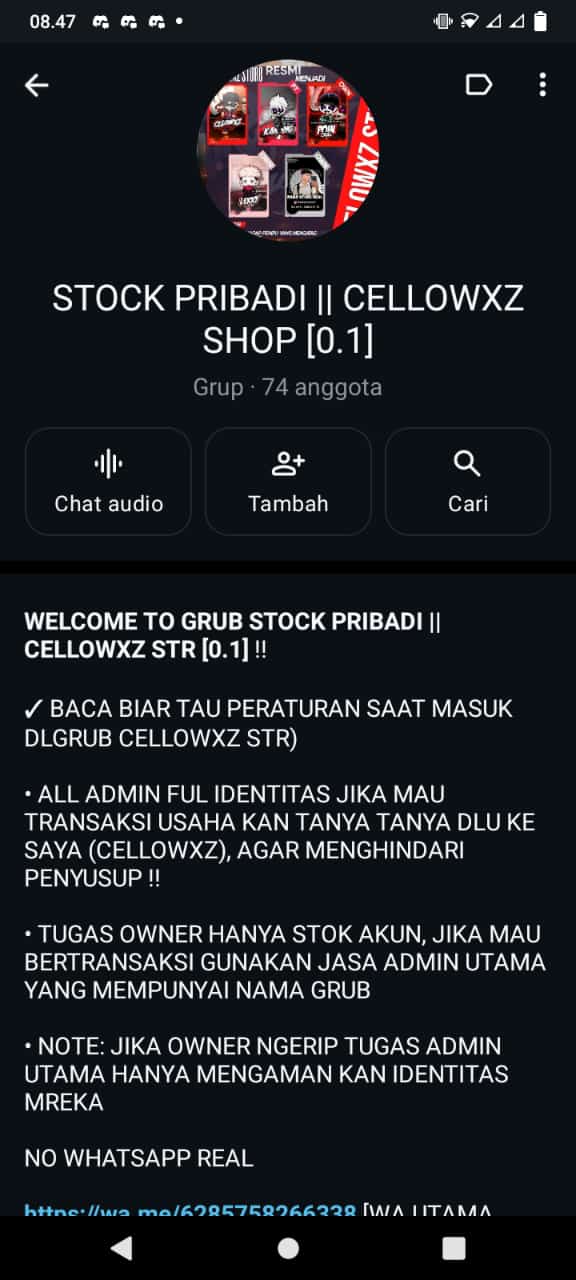 08.47
RESMI
MENJADI
STOCK PRIBADI || CELLOWXZ
SHOP [0.1]
Grup · 74 anggota
Chat audio
Tambah
Cari
WELCOME TO GRUB STOCK PRIBADI ||
CELLOWXZ STR [0.1] !!
✓ BACA BIAR TAU PERATURAN SAAT MASUK
DLGRUB CELLOWXZ STR)
• ALL ADMIN FUL IDENTITAS JIKA MAU
TRANSAKSI USAHA KAN TANYA TANYA DLU KE
SAYA (CELLOWXZ), AGAR MENGHINDARI
PENYUSUP !!
• TUGAS OWNER HANYA STOK AKUN, JIKA MAU
BERTRANSAKSI GUNAKAN JASA ADMIN UTAMA
YANG MEMPUNYAI NAMA GRUB
• NOTE: JIKA OWNER NGERIP TUGAS ADMIN
UTAMA HANYA MENGAMAN KAN IDENTITAS
MREKA
NO WHATSAPP REAL
https://wa.me/6285758266338 [WA UTAMA